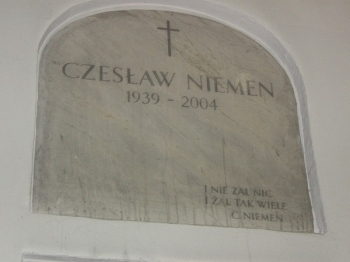 CZESŁAW NIEMEN
1939 - 2004
I NIE ŻAL NIC
I ŻAL TAK WIELE
C. NIEMEN